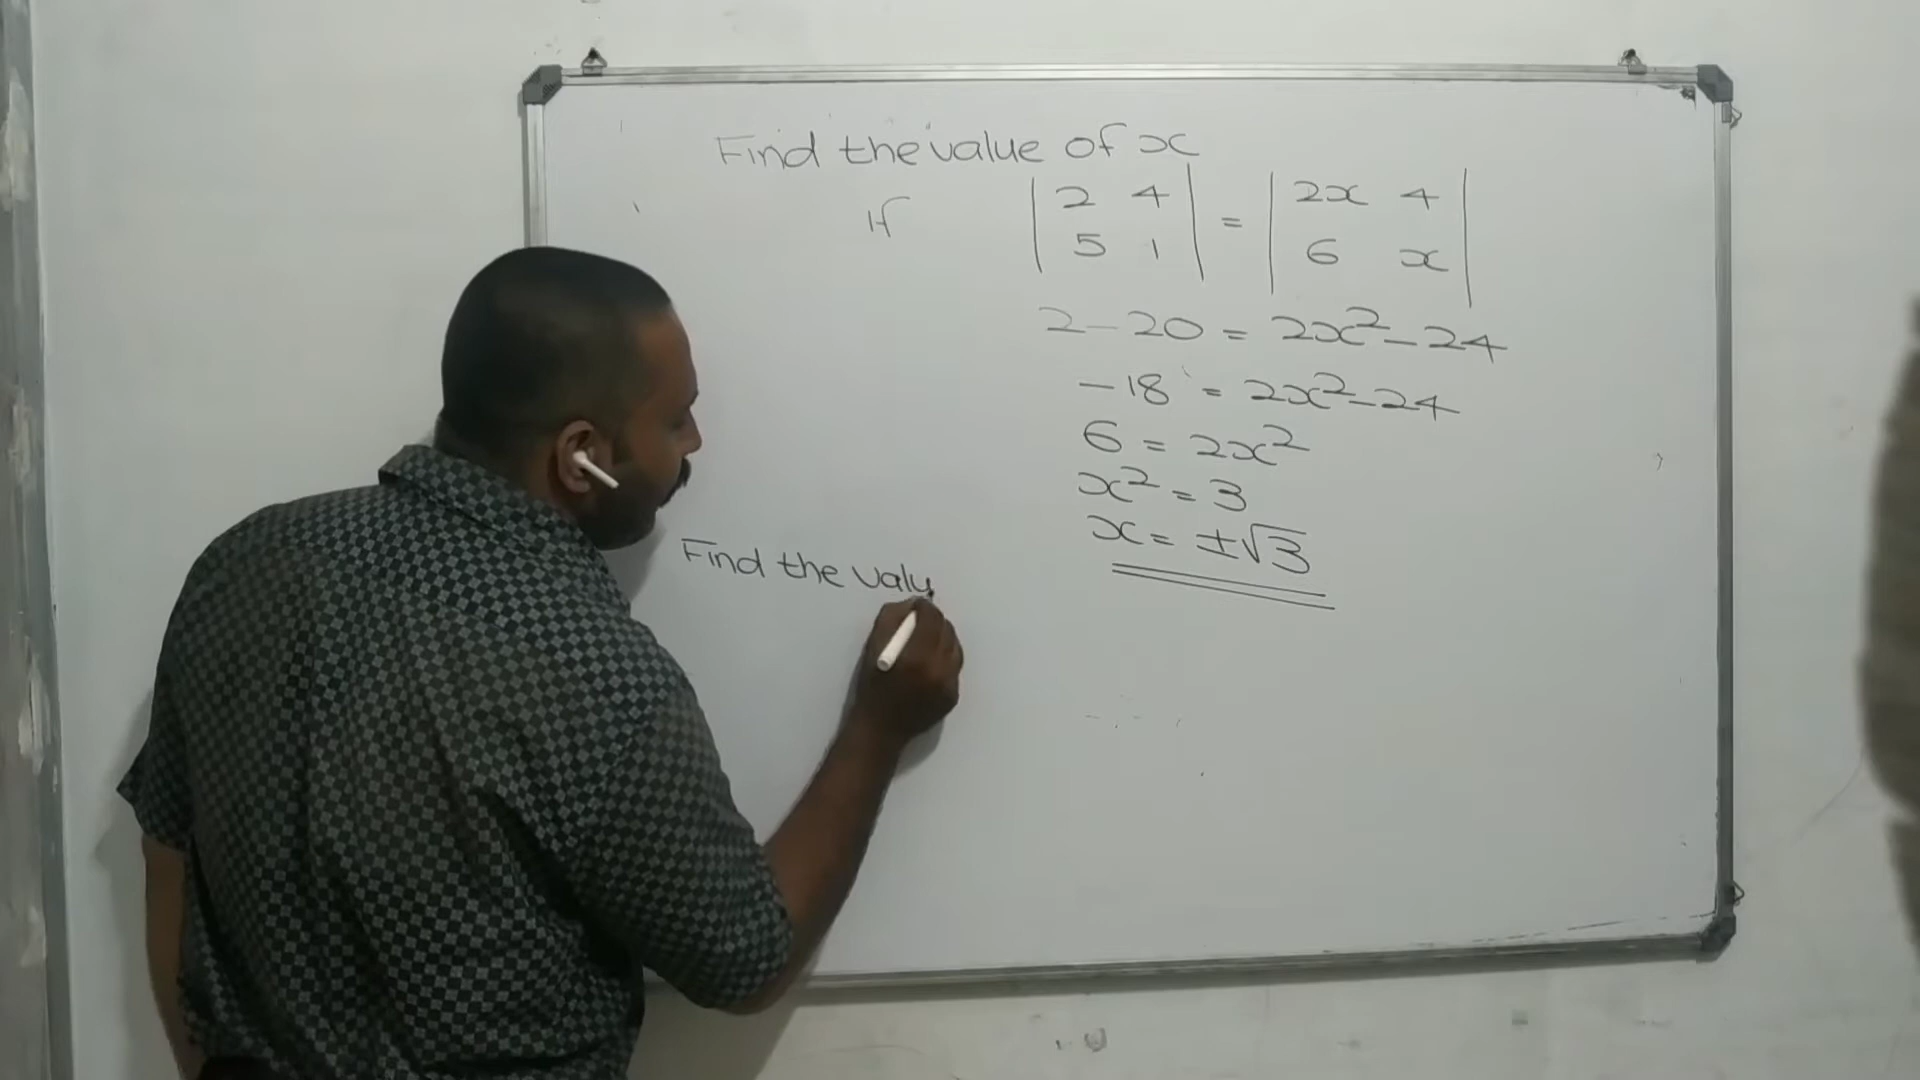 Find the value of x
If | 2 4 | = | 2x 4 |
| 5 1 | | 6 x |
2 - 20 = 2x² - 24
- 18 = 2x² - 24
6 = 2x²
x² = 3
x = ±√3
Find the valu